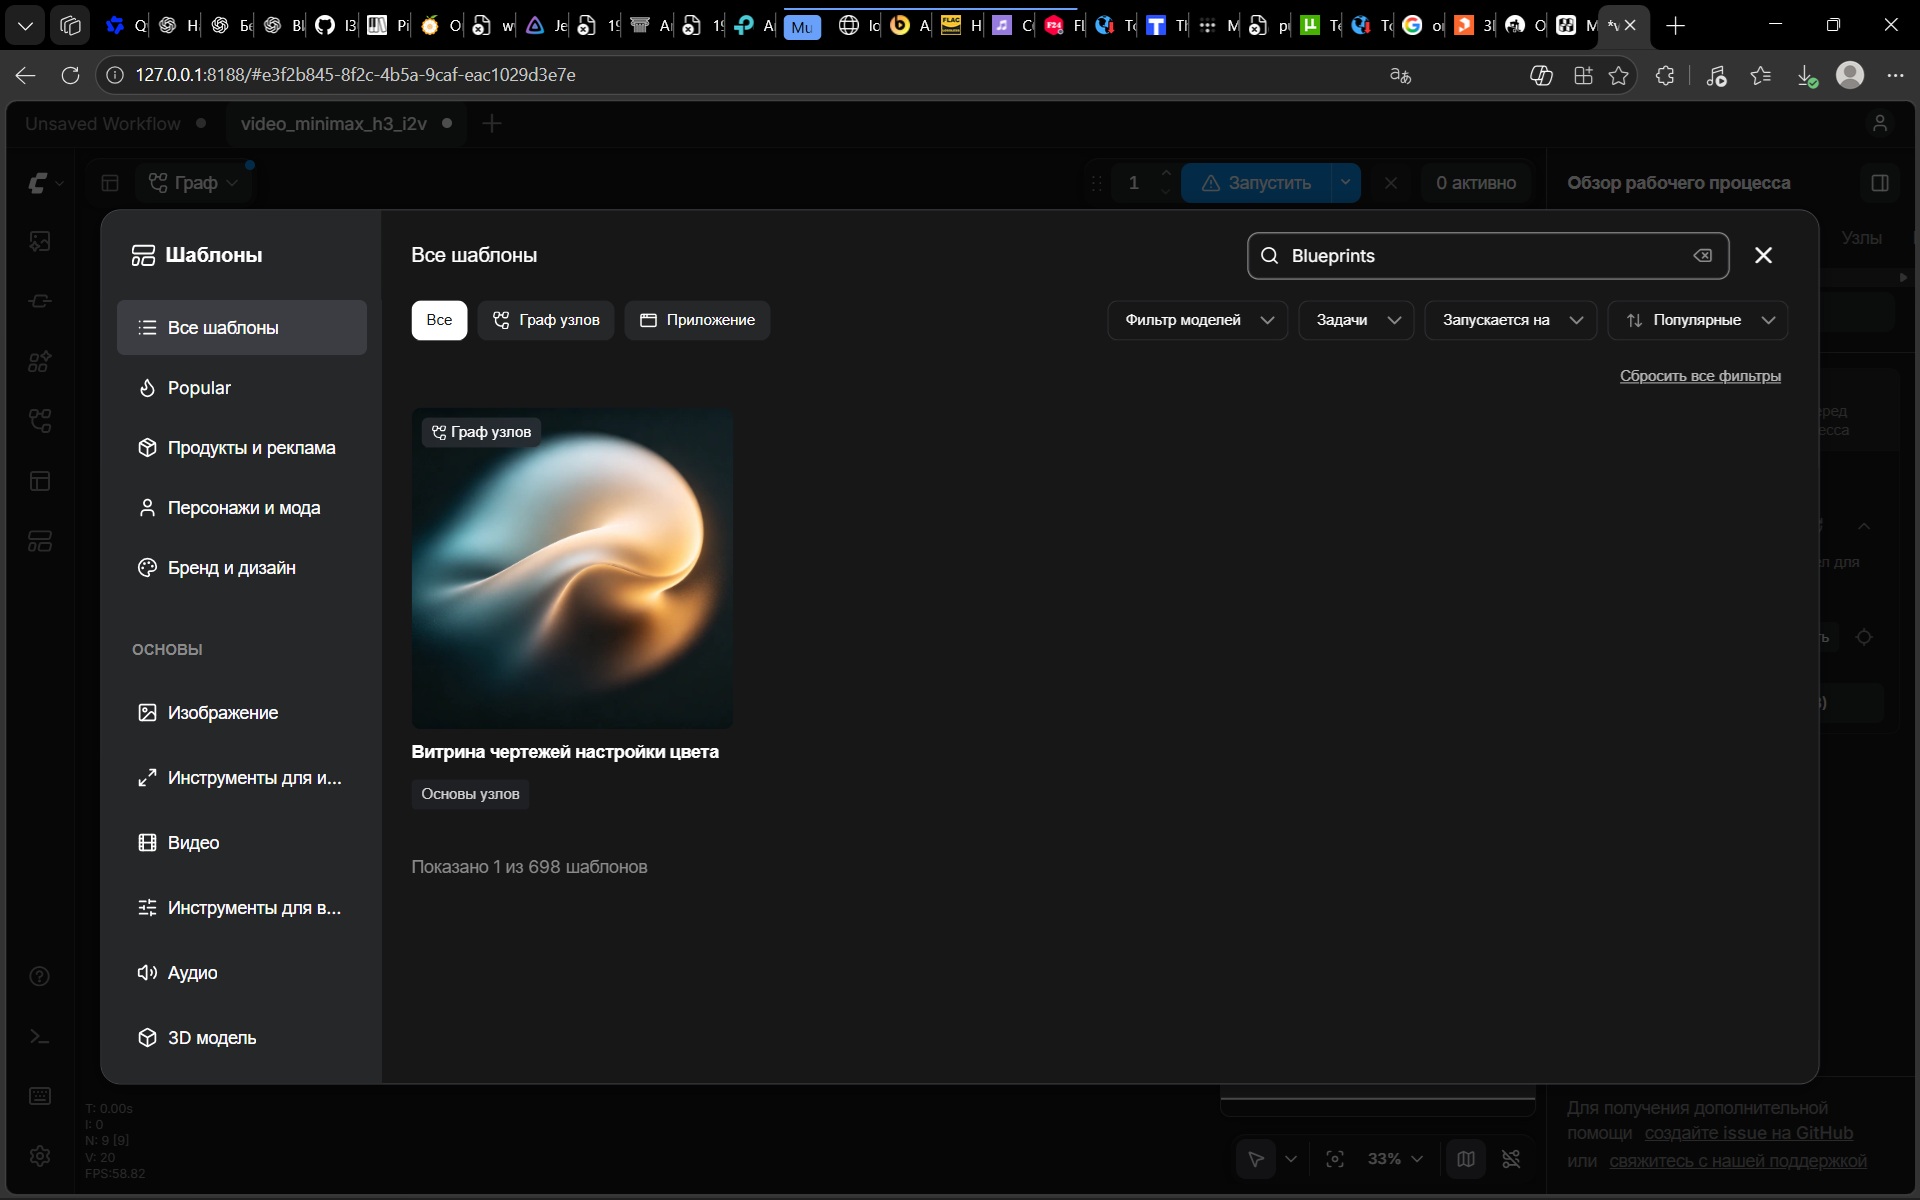 Mu
127.0.0.1:8188/#e3f2b845-8f2c-4b5a-9caf-eac1029d3e7e
Unsaved Workflow
video_minimax_h3_i2v
Граф
1
Запустить
0 активно
Обзор рабочего процесса
Узлы
Шаблоны
Все шаблоны
Blueprints
Все шаблоны
Popular
Продукты и реклама
Персонажи и мода
Бренд и дизайн
ОСНОВЫ
Изображение
Инструменты для и...
Видео
Инструменты для в...
Аудио
3D модель
Все
Граф узлов
Приложение
Фильтр моделей
Задачи
Запускается на
Популярные
Сбросить все фильтры
Граф узлов
Витрина чертежей настройки цвета
Основы узлов
Показано 1 из 698 шаблонов
T: 0.00s
I: 0
N: 9 [9]
V: 20
FPS:58.82
33%
Для получения дополнительной
помощи создайте issue на GitHub
или свяжитесь с нашей поддержкой